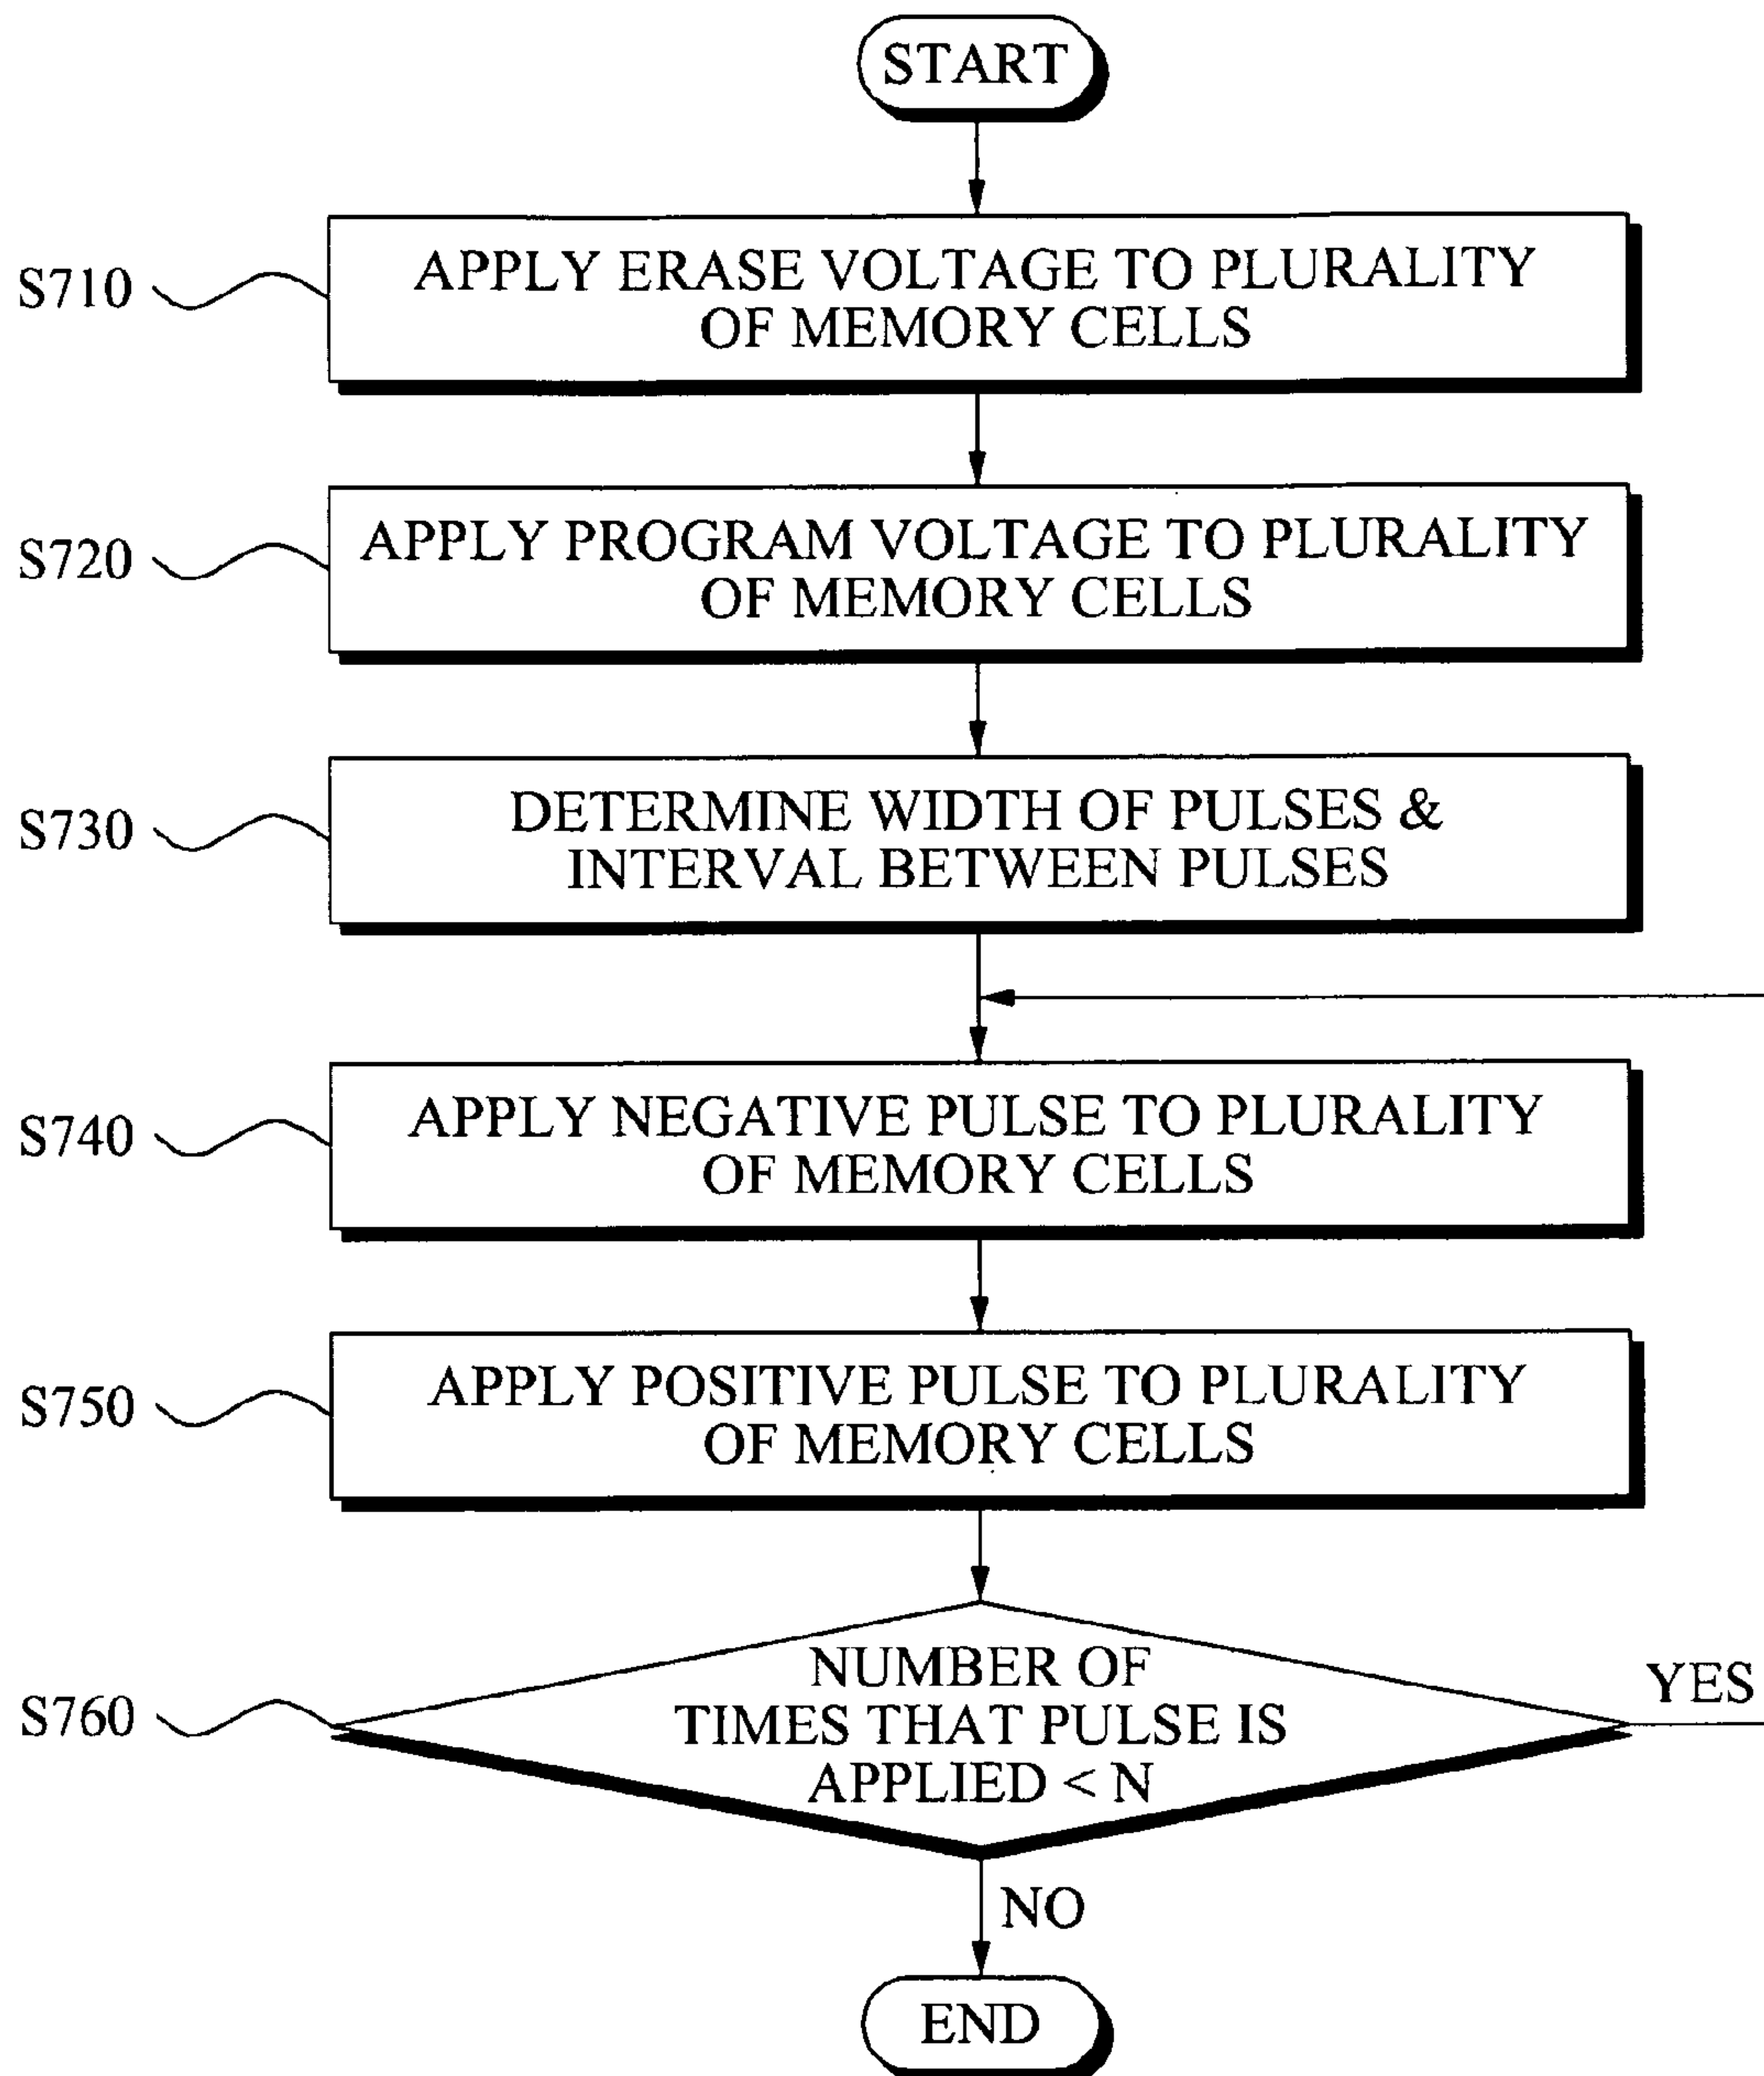 START
S710
APPLY ERASE VOLTAGE TO PLURALITY
OF MEMORY CELLS
S720
APPLY PROGRAM VOLTAGE TO PLURALITY
OF MEMORY CELLS
S730
DETERMINE WIDTH OF PULSES &
INTERVAL BETWEEN PULSES
S740
APPLY NEGATIVE PULSE TO PLURALITY
OF MEMORY CELLS
S750
APPLY POSITIVE PULSE TO PLURALITY
OF MEMORY CELLS
S760
NUMBER OF
TIMES THAT PULSE IS
APPLIED < N
YES
NO
END